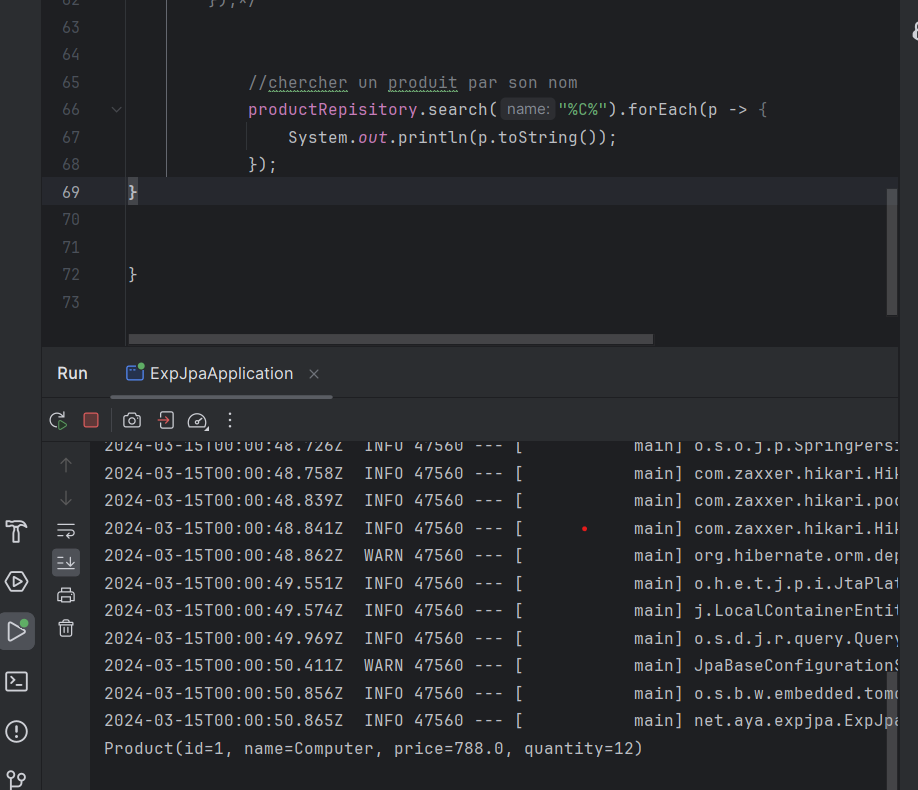 62 });*/
63
64
65 //chercher un produit par son nom
66 productRepisitory.search( name: "%C%").forEach(p -> {
67 System.out.println(p.toString());
68 });
69 }
70
71
72 }
73
Run ExpJpaApplication
2024-03-15T00:00:48.726Z INFO 47560 --- [ main] o.s.o.j.p.SpringPersi
2024-03-15T00:00:48.758Z INFO 47560 --- [ main] com.zaxxer.hikari.Hik
2024-03-15T00:00:48.839Z INFO 47560 --- [ main] com.zaxxer.hikari.poo
2024-03-15T00:00:48.841Z INFO 47560 --- [ main] com.zaxxer.hikari.Hik
2024-03-15T00:00:48.862Z WARN 47560 --- [ main] org.hibernate.orm.dep
2024-03-15T00:00:49.551Z INFO 47560 --- [ main] o.h.e.t.j.p.i.JtaPlat
2024-03-15T00:00:49.574Z INFO 47560 --- [ main] j.LocalContainerEntit
2024-03-15T00:00:49.969Z INFO 47560 --- [ main] o.s.d.j.r.query.Query
2024-03-15T00:00:50.411Z WARN 47560 --- [ main] JpaBaseConfigurationS
2024-03-15T00:00:50.856Z INFO 47560 --- [ main] o.s.b.w.embedded.tomc
2024-03-15T00:00:50.865Z INFO 47560 --- [ main] net.aya.expjpa.ExpJpa
Product(id=1, name=Computer, price=788.0, quantity=12)